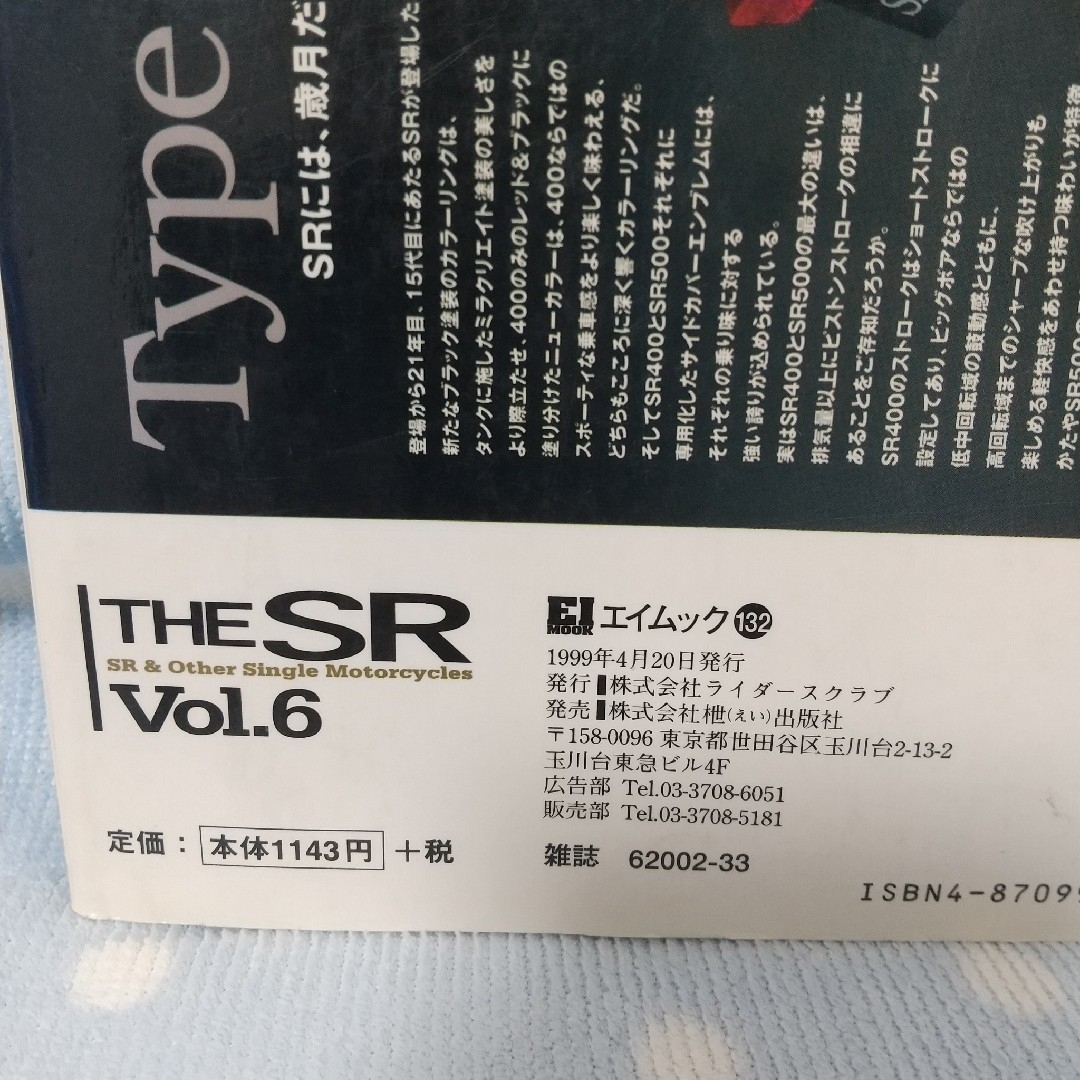 Type
SRには、歳月だ
登場から21年目、15代目にあたるSRが登場した
新たなブラック塗装のカラーリングは、
タンクに施したミラクリエイト塗装の美しさを
より際立たせ、400のみのレッド&ブラックに
塗り分けたニューカラーは、400ならではの
スポーティな乗車感をより楽しく味わえる、
どちらもこころに深く響くカラーリングだ。
そしてSR400とSR500それぞれに
専用化したサイドカバーエンブレムには、
それぞれの乗り味に対する
強い誇りが込められている。
実はSR400とSR500の最大の違いは、
排気量以上にピストンストロークの相違に
あることをご存知だろうか。
SR400のストロークはショートストロークに
設定してあり、ビッグボアならではの
低中回転域の鼓動感とともに、
高回転域までのシャープな吹け上がりも
楽しめる軽快感をあわせ持つ味わいが特徴
かたやSR500
THE SR
SR & Other Single Motorcycles
Vol.6
定価：本体1143円+税
EI MOOK エイムック132
1999年4月20日発行
発行 株式会社ライダースクラブ
発売 株式会社枻(えい)出版社
〒158-0096 東京都世田谷区玉川台2-13-2
玉川台東急ビル4F
広告部 Tel.03-3708-6051
販売部 Tel.03-3708-5181
雑誌 62002-33
ISBN4-8709